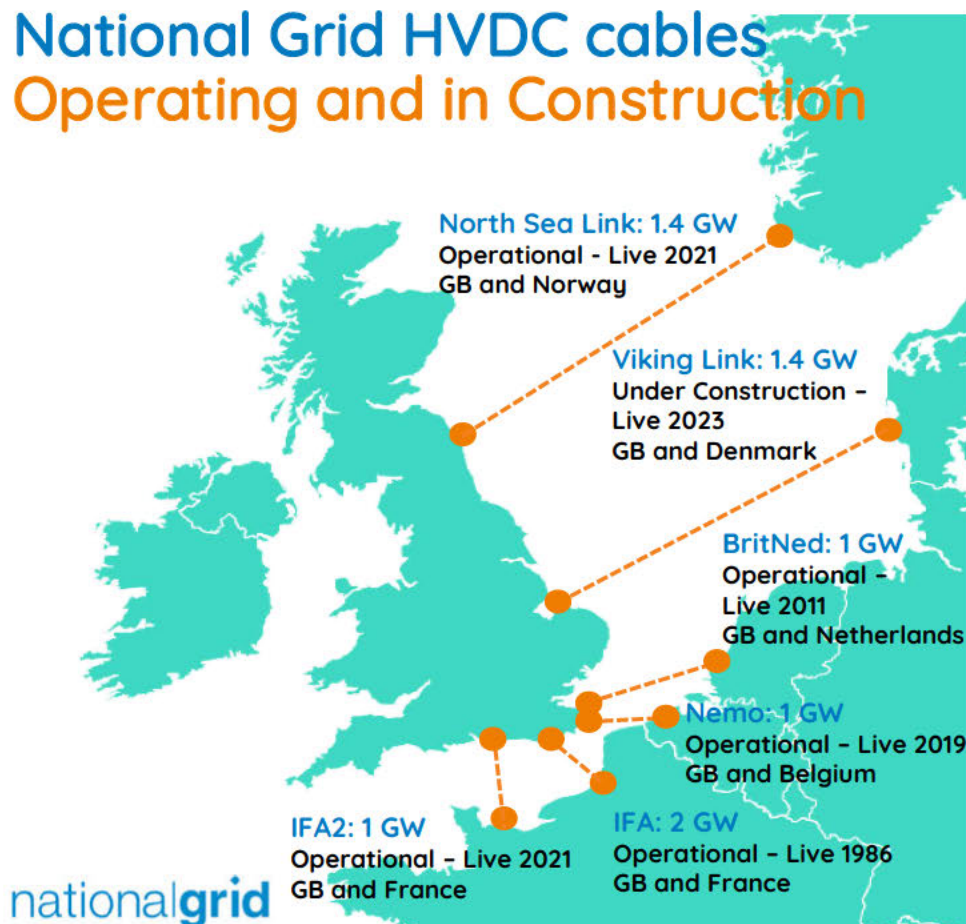 National Grid HVDC cables
Operating and in Construction
North Sea Link: 1.4 GW
Operational - Live 2021
GB and Norway
Viking Link: 1.4 GW
Under Construction –
Live 2023
GB and Denmark
BritNed: 1 GW
Operational –
Live 2011
GB and Netherlands
Nemo: 1 GW
Operational – Live 2019
GB and Belgium
IFA2: 1 GW
Operational – Live 2021
GB and France
IFA: 2 GW
Operational – Live 1986
GB and France
nationalgrid